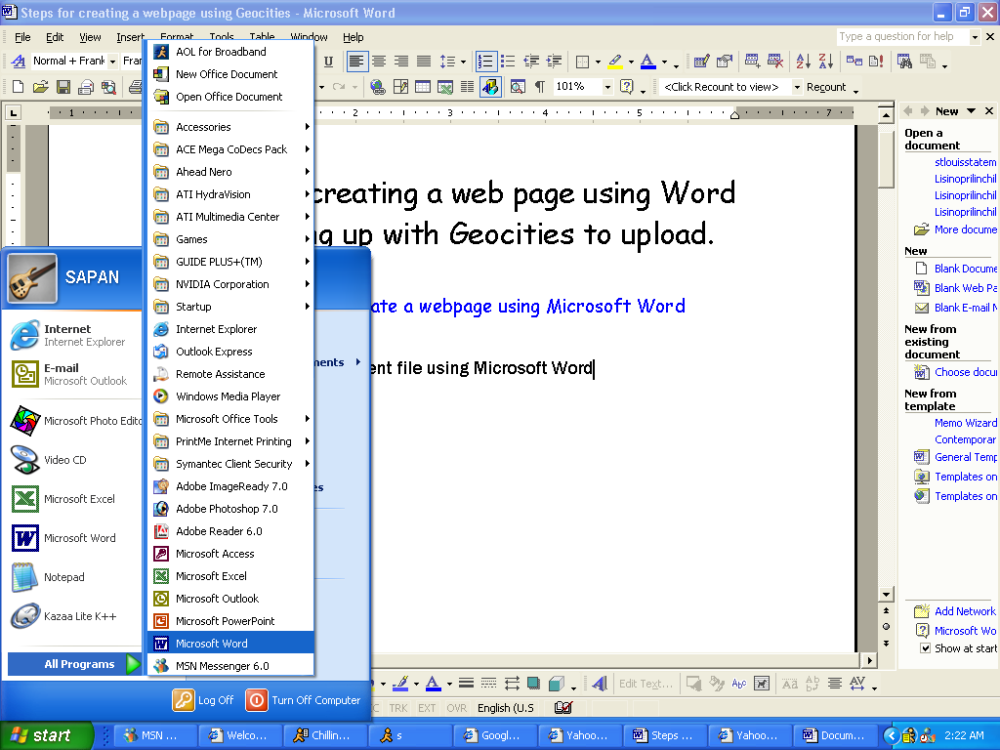 Steps for creating a webpage using Geocities - Microsoft Word
File Edit View Insert Format Tools Table Window Help
Type a question for help
Normal + Frank
Fran
U
101%
<Click Recount to view>
Recount
1 2 3 4 5 6 7
New
Open a
document
stlouisstatem
Lisinoprilinchil
Lisinoprilinchil
Lisinoprilinchil
More docume
New
Blank Docume
Blank Web Pa
Blank E-mail M
New from
existing
document
Choose docu
New from
template
Memo Wizard
Contemporar
General Temp
Templates on
Templates on
Add Network
Microsoft Wo
Show at start
creating a web page using Word
ng up with Geocities to upload.
ate a webpage using Microsoft Word
ent file using Microsoft Word
SAPAN
Internet
Internet Explorer
E-mail
Microsoft Outlook
Microsoft Photo Edito
Video CD
Microsoft Excel
Microsoft Word
Notepad
Kazaa Lite K++
All Programs
ments
es
Log Off
Turn Off Computer
AOL for Broadband
New Office Document
Open Office Document
Accessories
ACE Mega CoDecs Pack
Ahead Nero
ATI HydraVision
ATI Multimedia Center
Games
GUIDE PLUS+(TM)
NVIDIA Corporation
Startup
Internet Explorer
Outlook Express
Remote Assistance
Windows Media Player
Microsoft Office Tools
PrintMe Internet Printing
Symantec Client Security
Adobe ImageReady 7.0
Adobe Photoshop 7.0
Adobe Reader 6.0
Microsoft Access
Microsoft Excel
Microsoft Outlook
Microsoft PowerPoint
Microsoft Word
MSN Messenger 6.0
Edit Text...
C TRK EXT OVR English (U.S
start
MSN ...
Welco...
Chillin...
s
Googl...
Yahoo...
Steps ...
Yahoo...
Docum...
2:22 AM